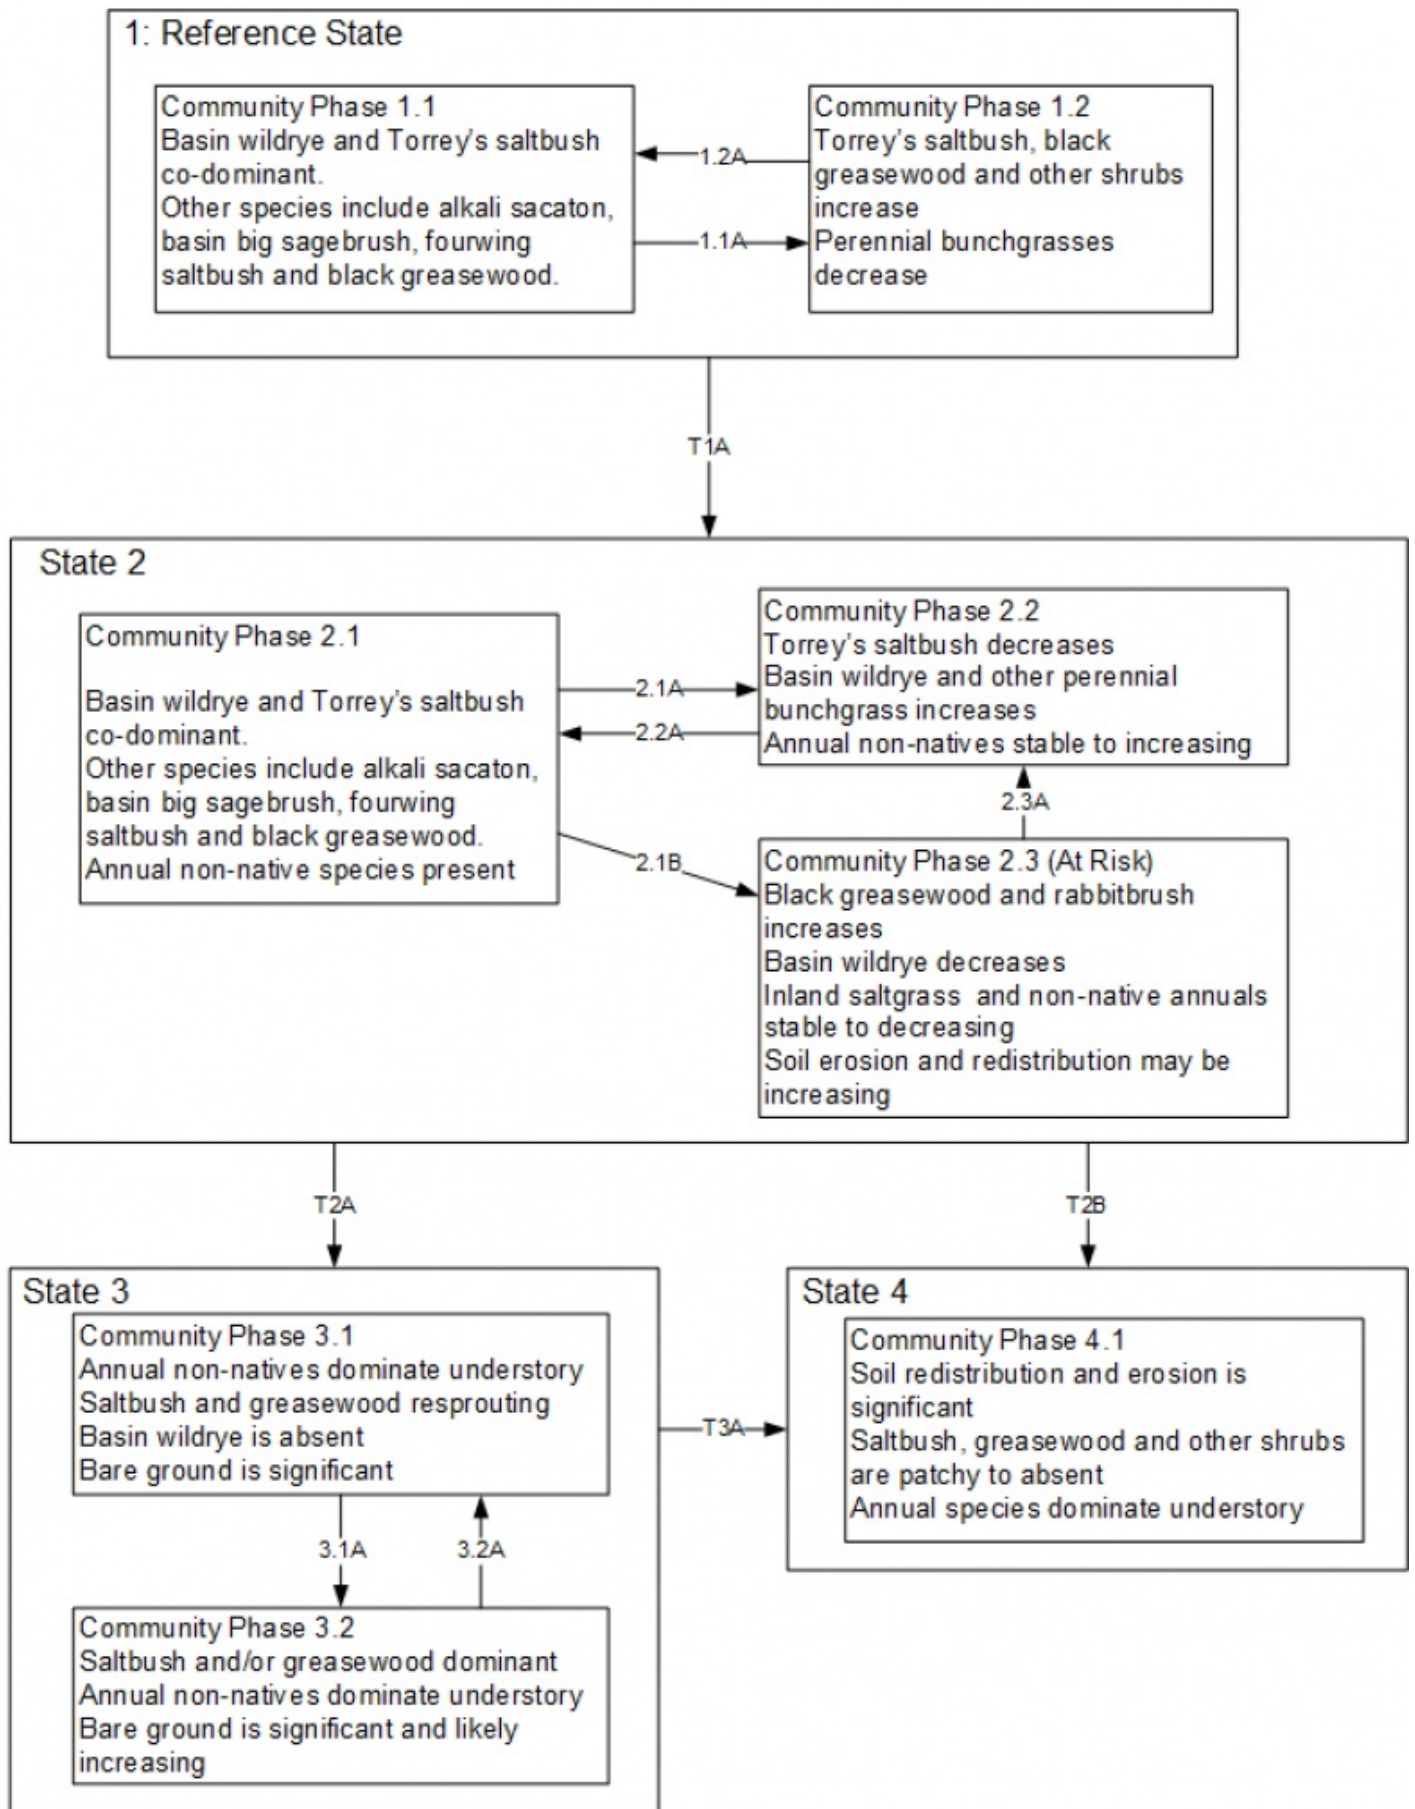 1: Reference State
Community Phase 1.1
Basin wildrye and Torrey's saltbush
co-dominant.
Other species include alkali sacaton,
basin big sagebrush, fourwing
saltbush and black greasewood.
1.2A
1.1A
Community Phase 1.2
Torrey's saltbush, black
greasewood and other shrubs
increase
Perennial bunchgrasses
decrease
T1A
State 2
Community Phase 2.1
Basin wildrye and Torrey's saltbush
co-dominant.
Other species include alkali sacaton,
basin big sagebrush, fourwing
saltbush and black greasewood.
Annual non-native species present
2.1A
2.2A
2.1B
Community Phase 2.2
Torrey's saltbush decreases
Basin wildrye and other perennial
bunchgrass increases
Annual non-natives stable to increasing
2.3A
Community Phase 2.3 (At Risk)
Black greasewood and rabbitbrush
increases
Basin wildrye decreases
Inland saltgrass and non-native annuals
stable to decreasing
Soil erosion and redistribution may be
increasing
T2A
T2B
State 3
Community Phase 3.1
Annual non-natives dominate understory
Saltbush and greasewood resprouting
Basin wildrye is absent
Bare ground is significant
3.1A
3.2A
Community Phase 3.2
Saltbush and/or greasewood dominant
Annual non-natives dominate understory
Bare ground is significant and likely
increasing
T3A
State 4
Community Phase 4.1
Soil redistribution and erosion is
significant
Saltbush, greasewood and other shrubs
are patchy to absent
Annual species dominate understory